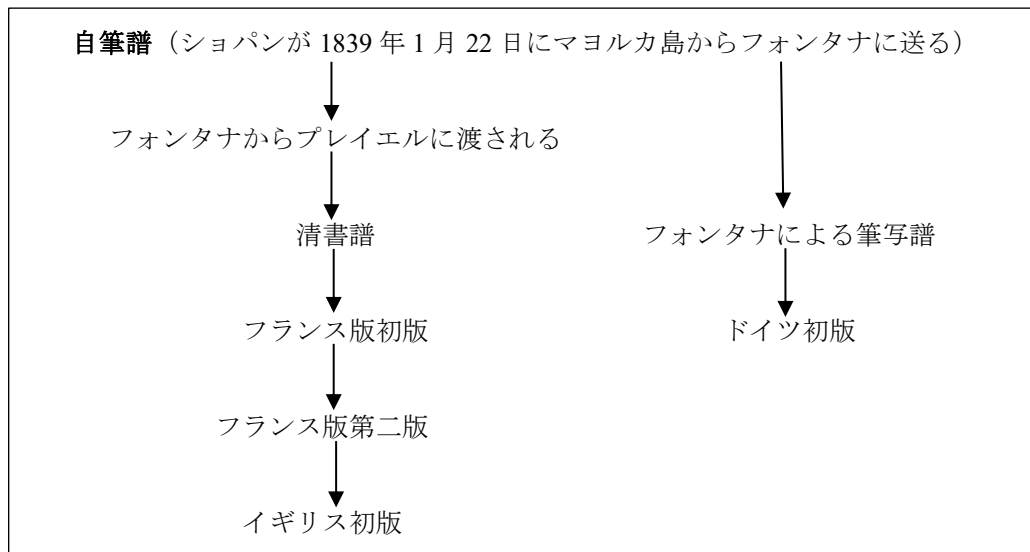 自筆譜（ショパンが 1839 年 1 月 22 日にマヨルカ島からフォンタナに送る）
フォンタナからプレイエルに渡される
清書譜
フォンタナによる筆写譜
フランス版初版
ドイツ初版
フランス版第二版
イギリス初版